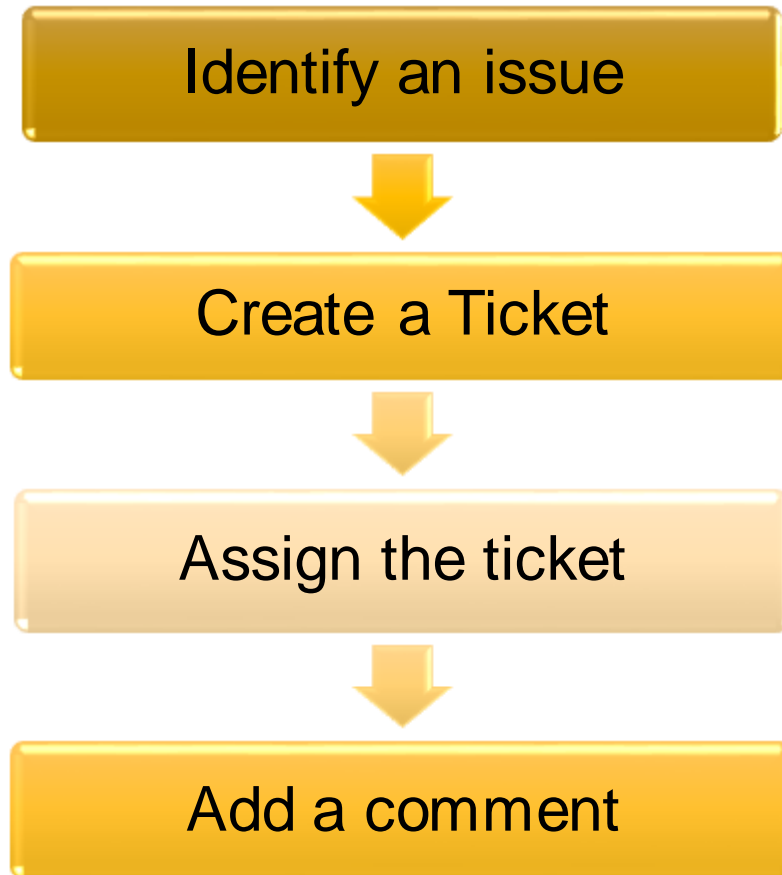 Identify an issue
Create a Ticket
Assign the ticket
Add a comment